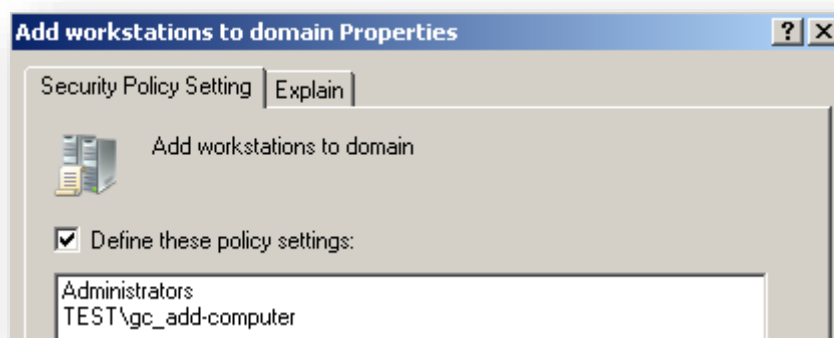 Add workstations to domain Properties
Security Policy Setting Explain
Add workstations to domain
Define these policy settings:
Administrators
TEST\gc_add-computer